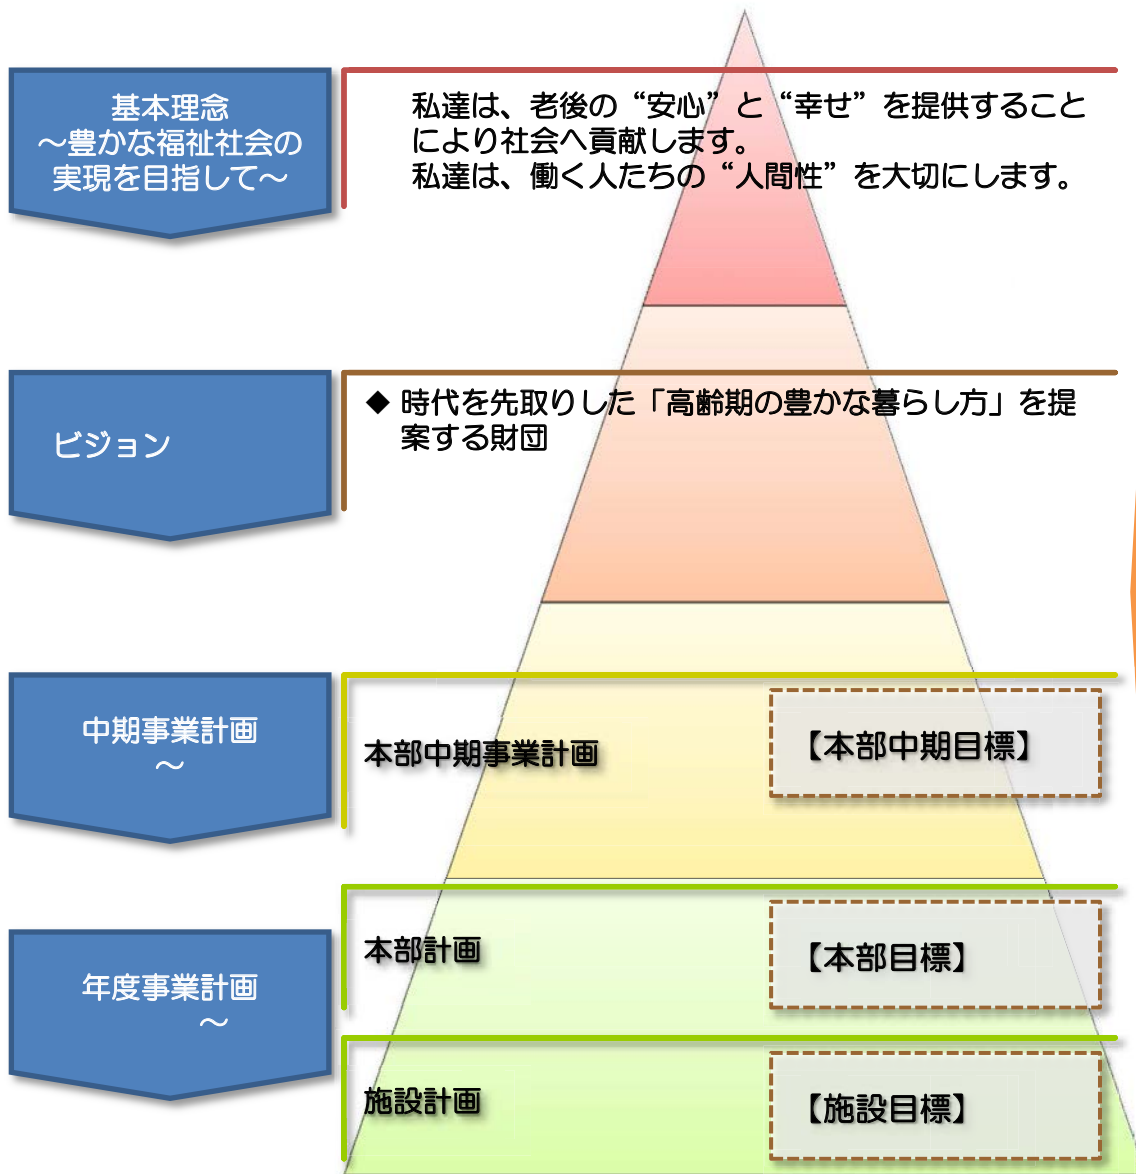 基本理念
～豊かな福祉社会の
実現を目指して～
私達は、老後の“安心”と“幸せ”を提供すること
により社会へ貢献します。
私達は、働く人たちの“人間性”を大切にします。
ビジョン
◆ 時代を先取りした「高齢期の豊かな暮らし方」を提
案する財団
中期事業計画
～
本部中期事業計画
【本部中期目標】
年度事業計画
～
本部計画
【本部目標】
施設計画
【施設目標】